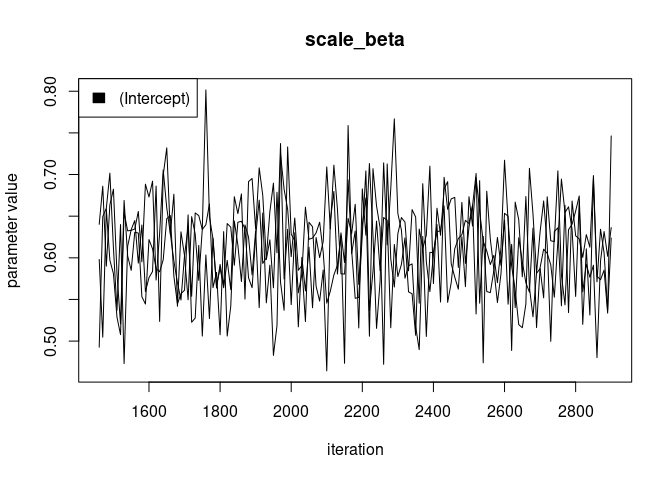 scale_beta
(Intercept)
parameter value
0.80
0.70
0.60
0.50
1600 1800 2000 2200 2400 2600 2800
iteration